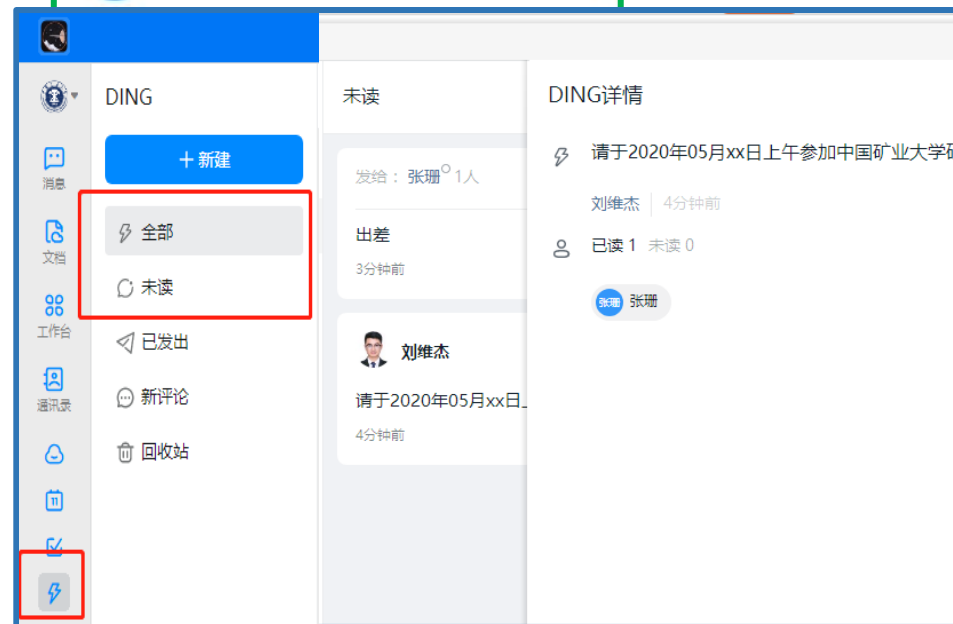 DING
+ 新建
全部
未读
已发出
新评论
回收站
消息
文档
工作台
通讯录
11
未读
发给： 张珊 1人
出差
3分钟前
刘维杰
请于2020年05月xx日
4分钟前
DING详情
请于2020年05月xx日上午参加中国矿业大学
刘维杰 4分钟前
已读 1 未读 0
张珊 张珊